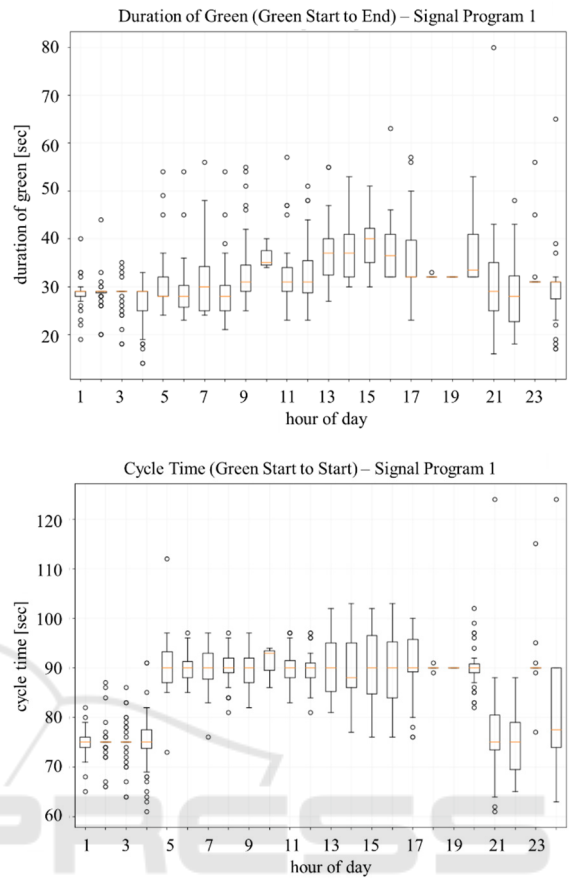 Duration of Green (Green Start to End) – Signal Program 1
80
70
60
50
40
30
20
duration of green [sec]
1 3 5 7 9 11 13 15 17 19 21 23
hour of day
Cycle Time (Green Start to Start) – Signal Program 1
120
110
100
90
80
70
60
cycle time [sec]
1 3 5 7 9 11 13 15 17 19 21 23
hour of day
PRESS